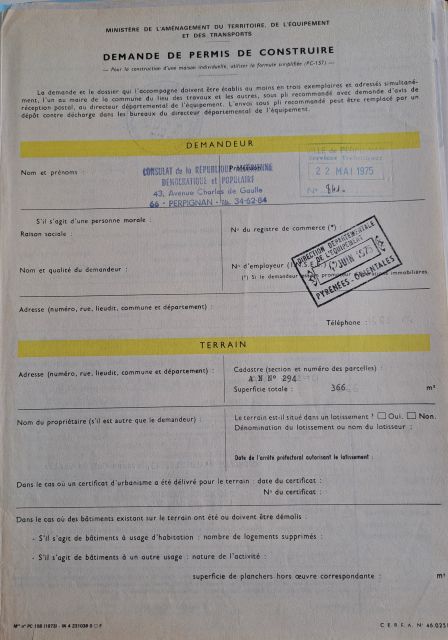 MINISTÈRE DE L'AMÉNAGEMENT DU TERRITOIRE, DE L'ÉQUIPEMENT
ET DES TRANSPORTS
DEMANDE DE PERMIS DE CONSTRUIRE
— Pour la construction d'une maison individuelle, utiliser la formule simplifiée (PC-157) —
La demande et le dossier qui l'accompagne doivent être établis au moins en trois exemplaires et adressés simultané-
ment, l'un au maire de la commune du lieu des travaux et les autres, sous pli recommandé avec demande d'avis de
réception postal, au directeur départemental de l'équipement. L'envoi sous pli recommandé peut être remplacé par un
dépôt contre décharge dans les bureaux du directeur départemental de l'équipement.
DEMANDEUR
Nom et prénoms :
CONSULAT de la RÉPUBLIQUE
DÉMOCRATIQUE et POPULAIRE
43, Avenue Charles de Gaulle
66 - PERPIGNAN - Tél. 34-62-84
Services Techniques
22 MAI 1975
N°
S'il s'agit d'une personne morale :
Raison sociale :
N° du registre de commerce (*)
Nom et qualité du demandeur :
N° d'employeur
(*) Si le demandeur
immobilières
DIRECTION DÉPARTEMENTALE
DE L'ÉQUIPEMENT
JUIN 1975
PYRÉNÉES-ORIENTALES
Adresse (numéro, rue, lieudit, commune et département) :
Téléphone :
TERRAIN
Adresse (numéro, rue, lieudit, commune et département) :
Cadastre (section et numéro des parcelles) :
A N N° 294
Superficie totale : 366 m²
Nom du propriétaire (s'il est autre que le demandeur) :
Le terrain est-il situé dans un lotissement ? Oui. Non.
Dénomination du lotissement ou nom du lotisseur :
Date de l'arrêté préfectoral autorisant le lotissement :
Dans le cas où un certificat d'urbanisme a été délivré pour le terrain : date du certificat :
N° du certificat :
Dans le cas où des bâtiments existant sur le terrain ont été ou doivent être démolis :
- S'il s'agit de bâtiments à usage d'habitation : nombre de logements supprimés :
- S'il s'agit de bâtiments à un autre usage : nature de l'activité :
superficie de planchers hors œuvre correspondante : m²